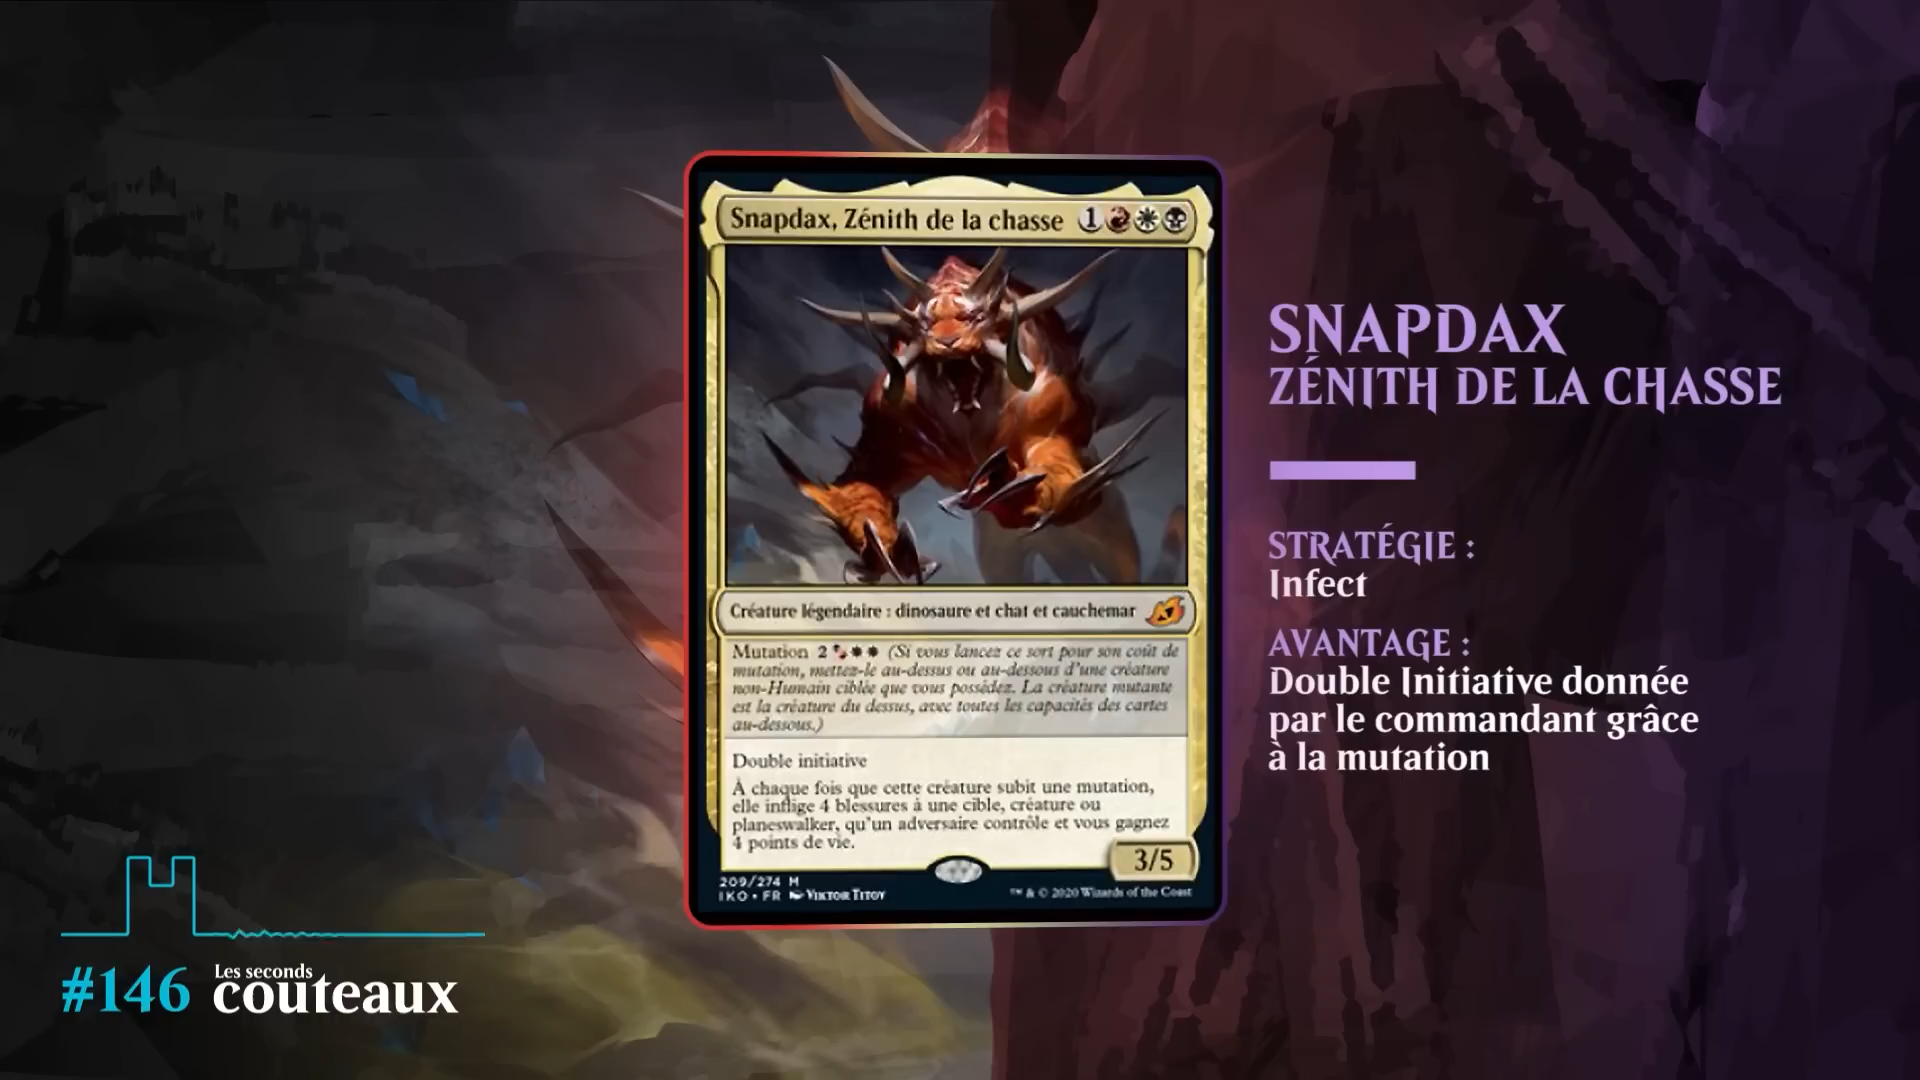 Snapdax, Zénith de la chasse 1
Créature légendaire : dinosaure et chat et cauchemar
Mutation 2 (Si vous lancez ce sort pour son coût de
mutation, mettez-le au-dessus ou au-dessous d'une créature
non-Humain ciblée que vous possédez. La créature mutante
est la créature du dessus, avec toutes les capacités des cartes
au-dessous.)
Double initiative
À chaque fois que cette créature subit une mutation,
elle inflige 4 blessures à une cible, créature ou
planeswalker, qu'un adversaire contrôle et vous gagnez
4 points de vie.
3/5
209/274 M
IKO • FR Viktor Titov
™ & © 2020 Wizards of the Coast
SNAPDAX
ZÉNITH DE LA CHASSE
STRATÉGIE :
Infect
AVANTAGE :
Double Initiative donnée
par le commandant grâce
à la mutation
#146 Les seconds
couteaux